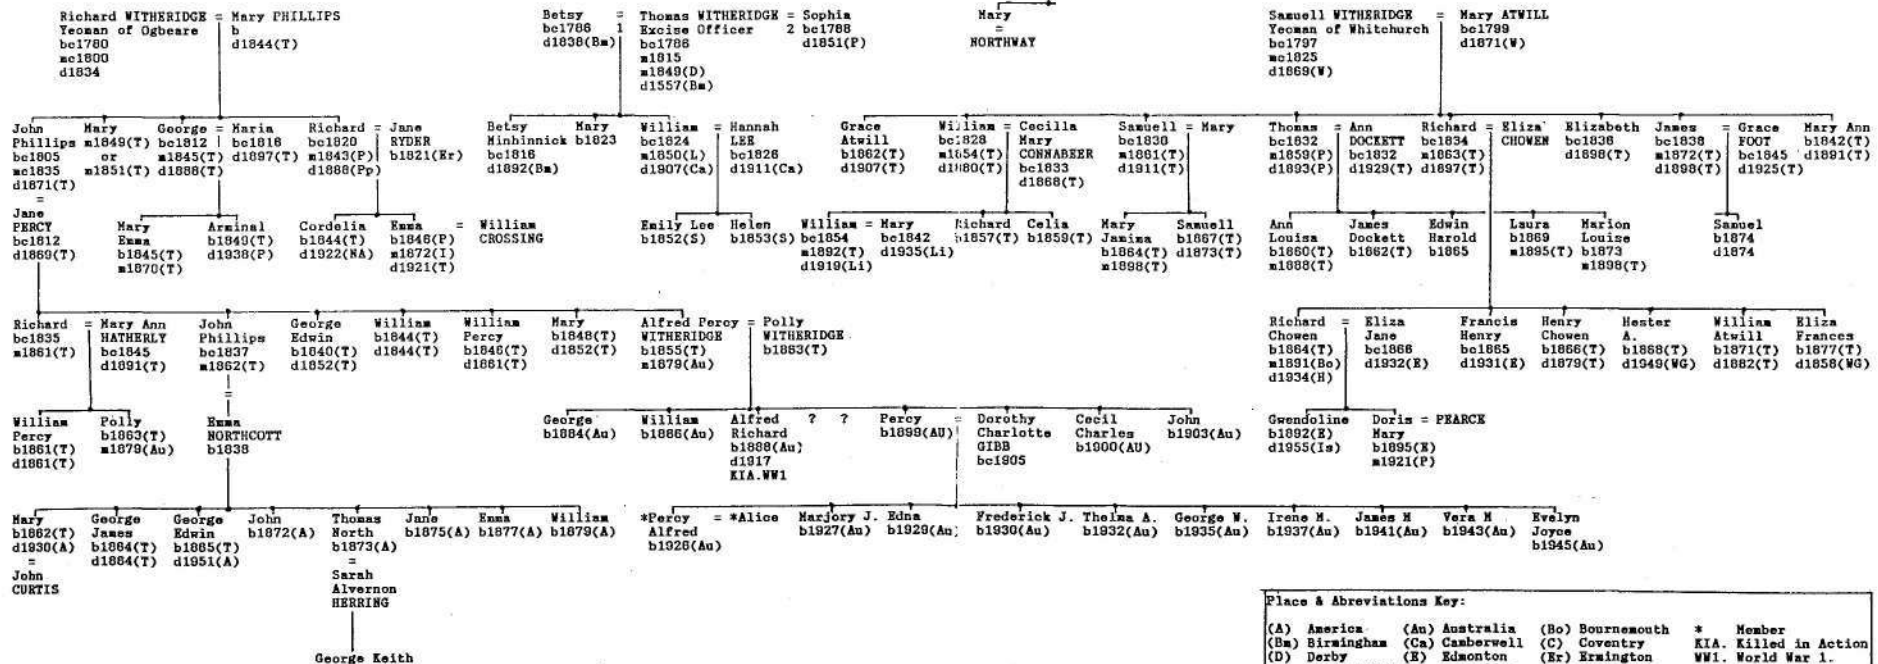 Richard WITHERIDGE = Mary PHILLIPS
Yeoman of Ogbeare b
bc1780 d1844(T)
mc1800
d1834
Betsy = Thomas WITHERIDGE = Sophia
bc1786 1 Excise Officer 2 bc1788
d1838(Bm) bc1786 d1851(P)
m1815
m1849(D)
d1557(Bm)
Mary
=
NORTHWAY
Samuell WITHERIDGE = Mary ATWILL
Yeoman of Whitchurch bc1799
bc1797 d1871(W)
mc1825
d1869(W)
John
Phillips
bc1805
mc1835
d1871(T)
=
Jane
PERCY
bc1812
d1869(T)
Mary
m1849(T)
or
m1851(T)
George = Maria
bc1812 bc1816
m1845(T) d1897(T)
d1888(T)
Richard = Jane
bc1820 RYDER
m1843(P) b1821(Er)
d1888(Pp)
Betsy
Minhinnick
bc1816
d1892(Bm)
Mary
b1823
William = Hannah
bc1824 LEE
m1850(L) bc1826
d1907(Ca) d1911(Ca)
Grace
Atwill
b1862(T)
d1907(T)
William = Cecilla
bc1828 Mary
m1854(T) CONNABEER
d1880(T) bc1833
d1868(T)
Samuell = Mary
bc1830
m1861(T)
d1911(T)
Thomas = Ann
bc1832 DOCKETT
m1859(P) bc1832
d1893(P) d1929(T)
Richard = Eliza
bc1834 CHOWEN
m1863(T)
d1897(T)
Elizabeth
bc1836
d1898(T)
James = Grace
bc1838 FOOT
m1872(T) bc1845
d1898(T) d1925(T)
Mary Ann
b1842(T)
d1891(T)
Mary
Emma
b1845(T)
m1870(T)
Arminal
b1849(T)
d1938(P)
Cordelia
b1844(T)
d1922(NA)
Emma = William
b1846(P) CROSSING
m1872(I)
d1921(T)
Emily Lee
b1852(S)
Helen
b1853(S)
William = Mary
bc1854 bc1842
m1892(T) d1935(Li)
d1919(Li)
Richard
b1857(T)
Celia
b1859(T)
Mary
Jamima
b1864(T)
m1898(T)
Samuell
b1867(T)
d1873(T)
Ann
Louisa
b1860(T)
m1888(T)
James
Dockett
b1862(T)
Edwin
Harold
b1865
Laura
b1869
m1895(T)
Marion
Louise
b1873
m1898(T)
Samuel
b1874
d1874
Richard = Mary Ann
bc1835 HATHERLY
m1861(T) bc1845
d1891(T)
John
Phillips
bc1837
m1862(T)
=
Emma
NORTHCOTT
b1838
George
Edwin
b1840(T)
d1852(T)
William
b1844(T)
d1844(T)
William
Percy
b1846(T)
d1861(T)
Mary
b1848(T)
d1852(T)
Alfred Percy = Polly
WITHERIDGE WITHERIDGE
b1855(T) b1863(T)
m1879(Au)
Richard = Eliza
Chowen Jane
b1864(T) bc1866
m1891(Bo) d1932(E)
d1934(H)
Francis
Henry
bc1865
d1931(E)
Henry
Chowen
b1866(T)
d1879(T)
Hester
A.
b1868(T)
d1949(WG)
William
Atwill
b1871(T)
d1882(T)
Eliza
Frances
b1877(T)
d1858(WG)
William
Percy
b1861(T)
d1861(T)
Polly
b1863(T)
m1879(Au)
George
b1884(Au)
William
b1886(Au)
Alfred ? ?
Richard
b1888(Au)
d1917
KIA.WW1
Percy = Dorothy
b1899(AU) Charlotte
GIBB
bc1905
Cecil
Charles
b1900(AU)
John
b1903(Au)
Gwendoline
b1892(E)
d1955(Is)
Doris = PEARCE
Mary
b1895(E)
m1921(P)
Mary
b1862(T)
d1930(A)
=
John
CURTIS
George
James
b1864(T)
d1864(T)
George
Edwin
b1865(T)
d1951(A)
John
b1872(A)
Thomas
North
b1873(A)
=
Sarah
Alvernon
HERRING
George Keith
Jane
b1875(A)
Emma
b1877(A)
William
b1879(A)
*Percy = *Alice
Alfred
b1926(Au)
Marjory J.
b1927(Au)
Edna
b1929(Au)
Frederick J.
b1930(Au)
Thelma A.
b1932(Au)
George W.
b1935(Au)
Irene M.
b1937(Au)
James M
b1941(Au)
Vera M
b1943(Au)
Evelyn
Joyce
b1945(Au)
Place & Abreviations Key:
(A) America (Au) Australia (Bo) Bournemouth * Member
(Bm) Birmingham (Ca) Camberwell (C) Coventry KIA. Killed in Action
(D) Derby (E) Edmonton (Er) Ermington WW1. World War 1.